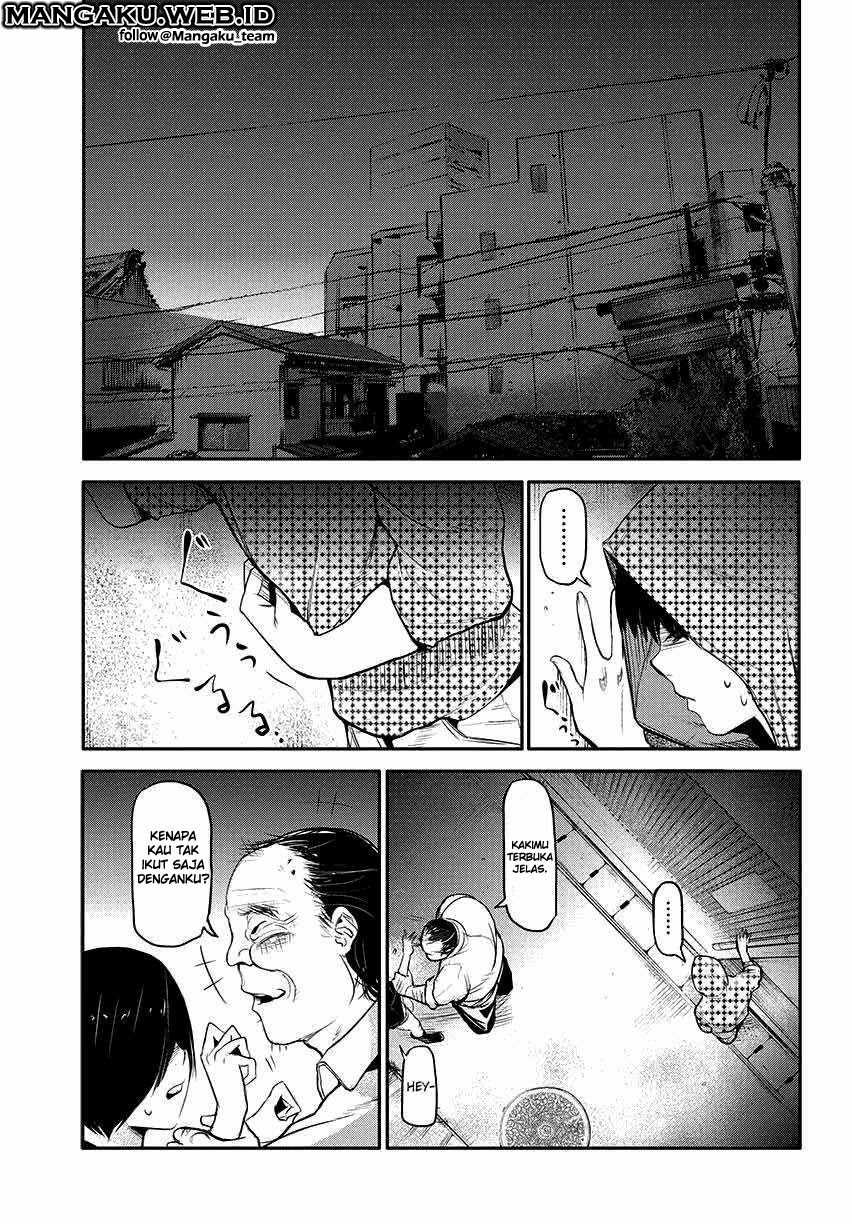 MANGAKU.WEB.ID
follow @Mangaku_team
KENAPA
KAU TAK
IKUT SAJA
DENGANKU?
KAKIMU
TERBUKA
JELAS.
HEY-